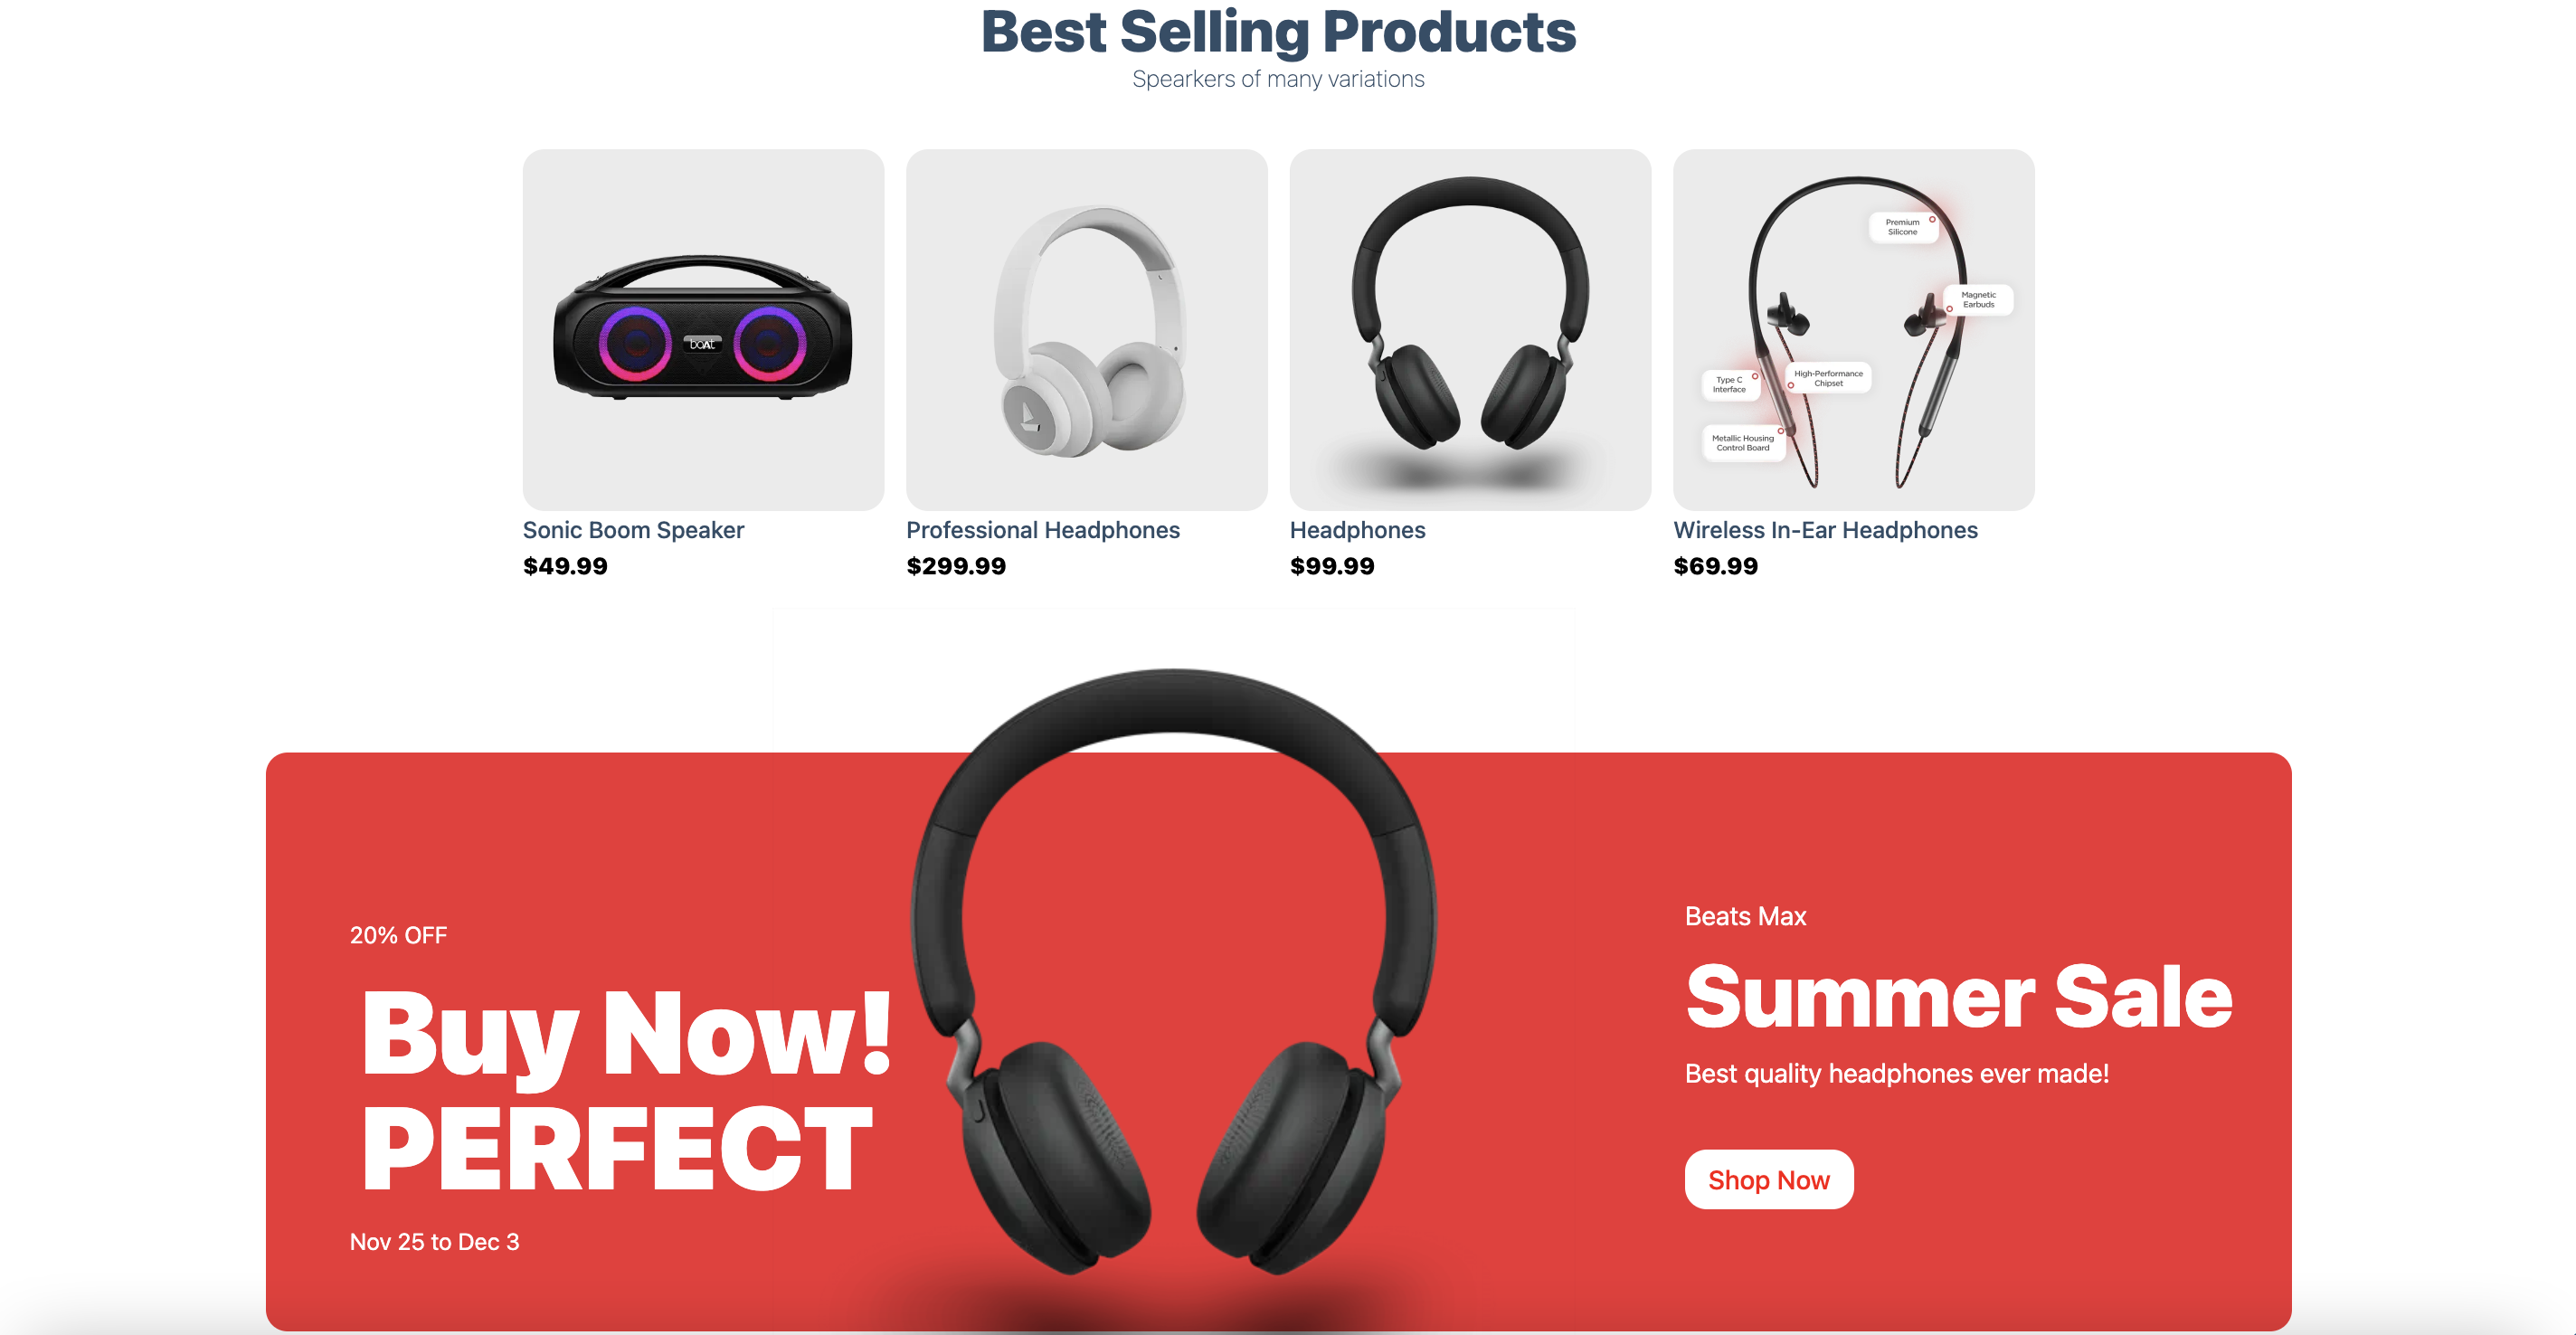 Best Selling Products
Spearkers of many variations
boAt
Premium
Silicone
Magnetic
Earbuds
Type C
Interface
High-Performance
Chipset
Metallic Housing
Control Board
Sonic Boom Speaker
$49.99
Professional Headphones
$299.99
Headphones
$99.99
Wireless In-Ear Headphones
$69.99
20% OFF
Buy Now!
PERFECT
Nov 25 to Dec 3
Beats Max
Summer Sale
Best quality headphones ever made!
Shop Now